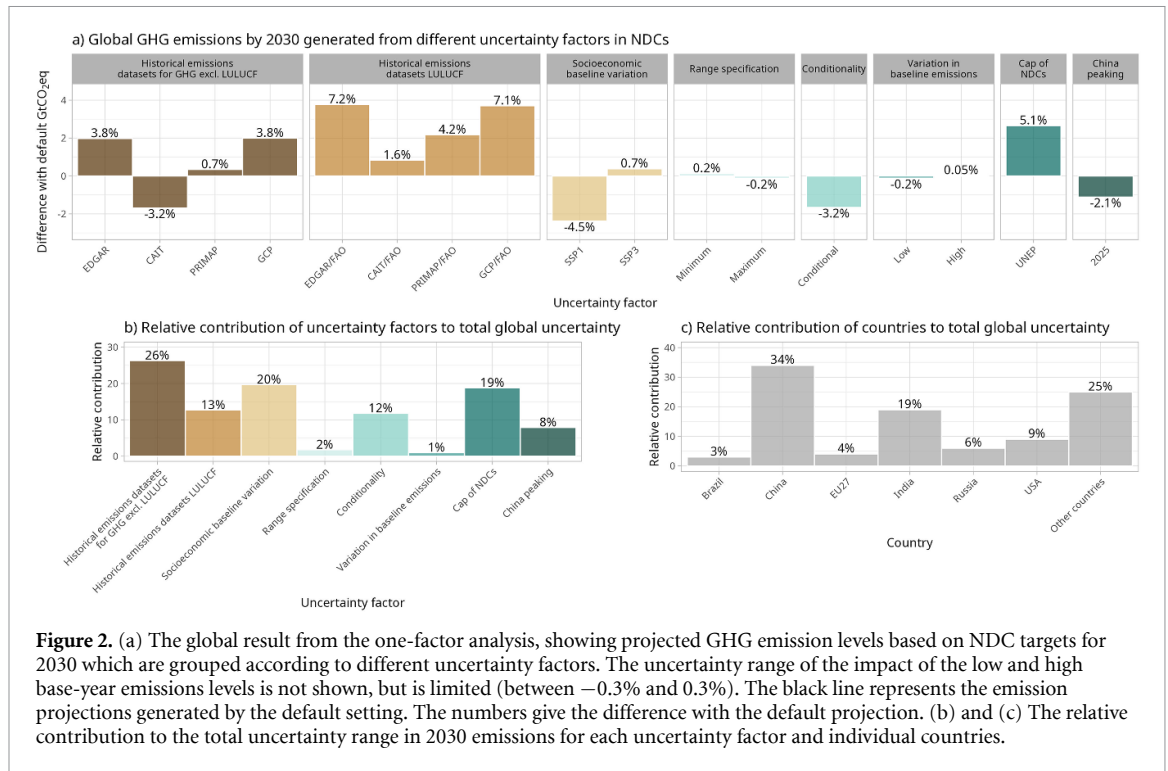 a) Global GHG emissions by 2030 generated from different uncertainty factors in NDCs
Historical emissions
datasets for GHG excl. LULUCF
Historical emissions
datasets LULUCF
Socioeconomic
baseline variation
Range specification
Conditionality
Variation in
baseline emissions
Cap of
NDCs
China
peaking
Difference with default GtCO₂eq
4
2
0
-2
3.8%
-3.2%
0.7%
3.8%
7.2%
1.6%
4.2%
7.1%
-4.5%
0.7%
0.2%
-0.2%
-3.2%
-0.2%
0.05%
5.1%
-2.1%
EDGAR
CAIT
PRIMAP
GCP
EDGAR/FAO
CAIT/FAO
PRIMAP/FAO
GCP/FAO
SSP1
SSP3
Minimum
Maximum
Conditional
Low
High
UNEP
2025
Uncertainty factor
b) Relative contribution of uncertainty factors to total global uncertainty
Relative contribution
30
20
10
0
26%
13%
20%
2%
12%
1%
19%
8%
Historical emissions datasets
for GHG excl. LULUCF
Historical emissions datasets LULUCF
Socioeconomic baseline variation
Range specification
Conditionality
Variation in baseline emissions
Cap of NDCs
China peaking
Uncertainty factor
c) Relative contribution of countries to total global uncertainty
Relative contribution
40
30
20
10
0
3%
34%
4%
19%
6%
9%
25%
Brazil
China
EU27
India
Russia
USA
Other countries
Country
Figure 2. (a) The global result from the one-factor analysis, showing projected GHG emission levels based on NDC targets for
2030 which are grouped according to different uncertainty factors. The uncertainty range of the impact of the low and high
base-year emissions levels is not shown, but is limited (between −0.3% and 0.3%). The black line represents the emission
projections generated by the default setting. The numbers give the difference with the default projection. (b) and (c) The relative
contribution to the total uncertainty range in 2030 emissions for each uncertainty factor and individual countries.